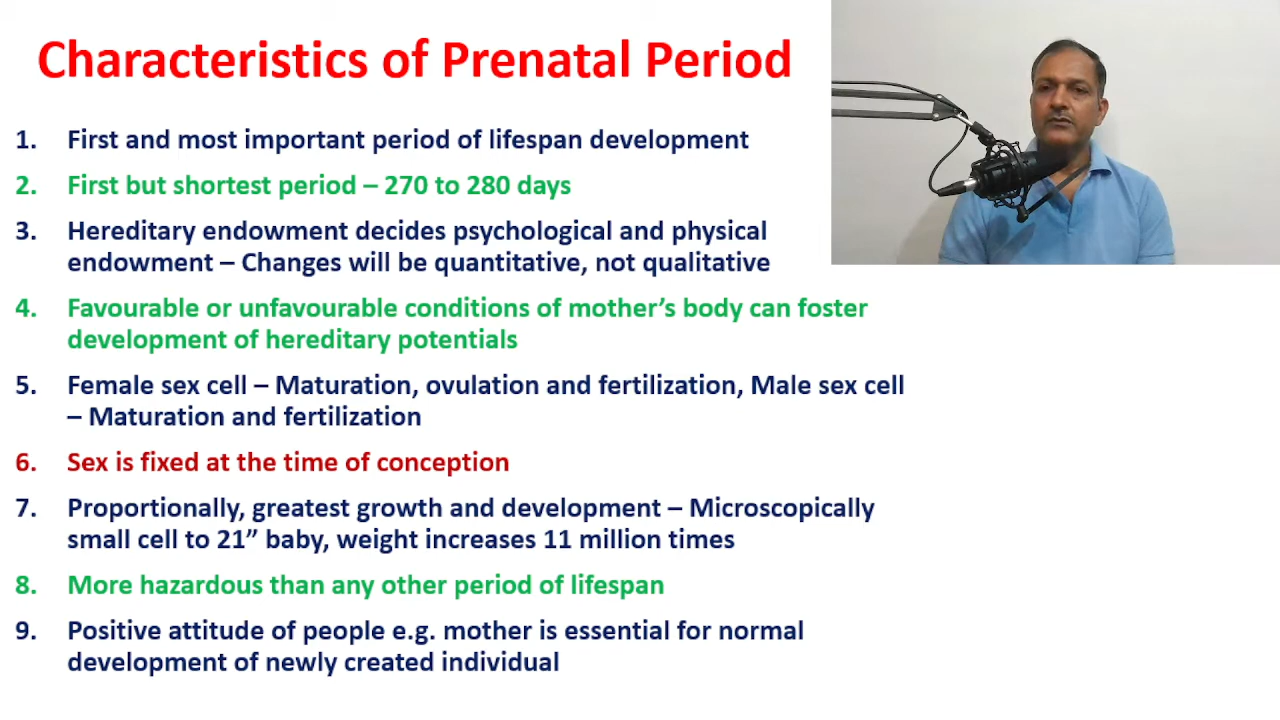 Characteristics of Prenatal Period
1. First and most important period of lifespan development
2. First but shortest period – 270 to 280 days
3. Hereditary endowment decides psychological and physical
endowment – Changes will be quantitative, not qualitative
4. Favourable or unfavourable conditions of mother’s body can foster
development of hereditary potentials
5. Female sex cell – Maturation, ovulation and fertilization, Male sex cell
– Maturation and fertilization
6. Sex is fixed at the time of conception
7. Proportionally, greatest growth and development – Microscopically
small cell to 21” baby, weight increases 11 million times
8. More hazardous than any other period of lifespan
9. Positive attitude of people e.g. mother is essential for normal
development of newly created individual